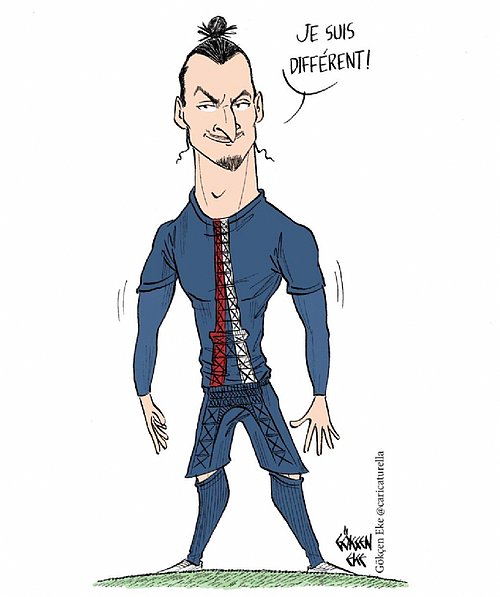 JE SUIS
DIFFÉRENT!
GÖKÇEN
EKE
Gökçen Eke @caricaturella